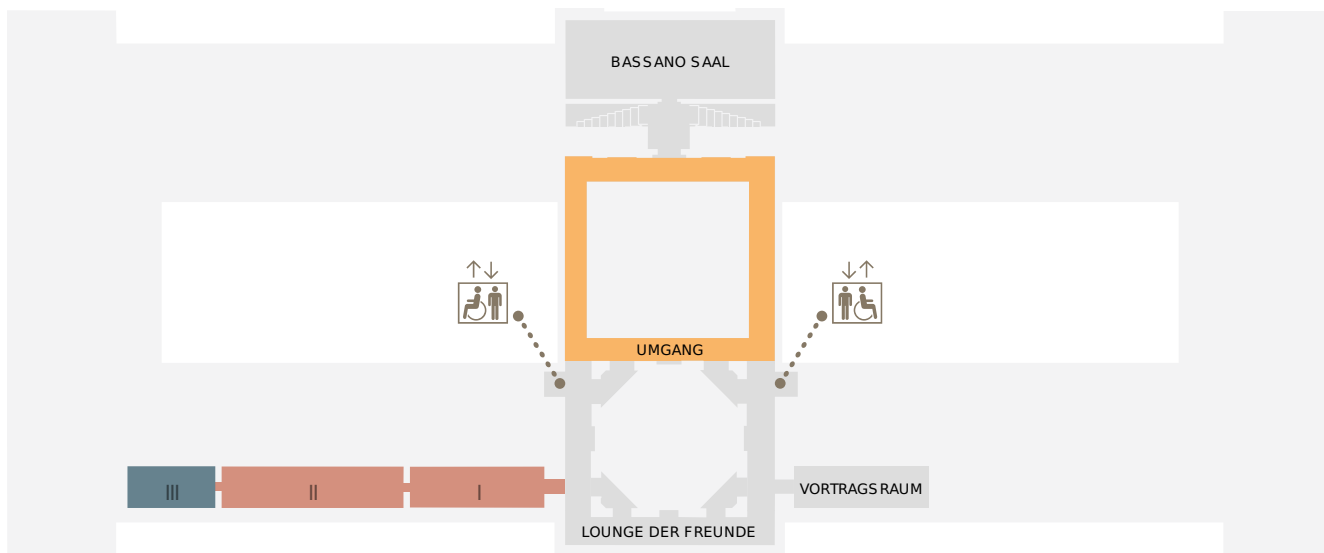 BASSANO SAAL
UMGANG
III
II
I
VORTRAGSRAUM
LOUNGE DER FREUNDE